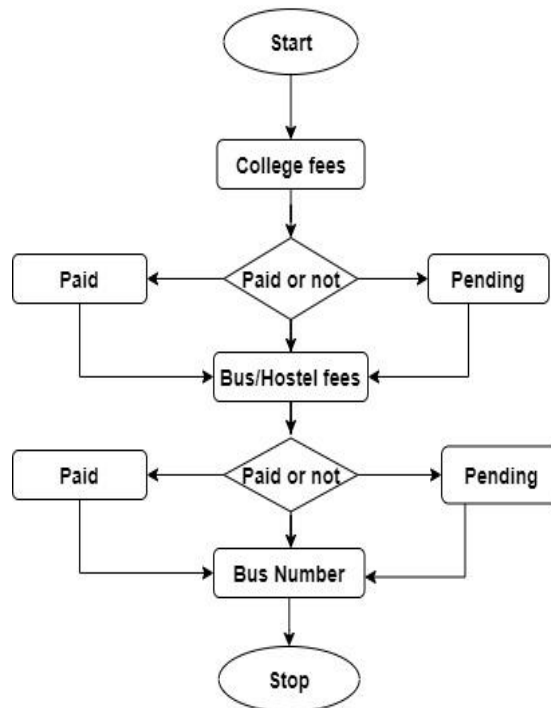 Start
College fees
Paid
Paid or not
Pending
Bus/Hostel fees
Paid
Paid or not
Pending
Bus Number
Stop